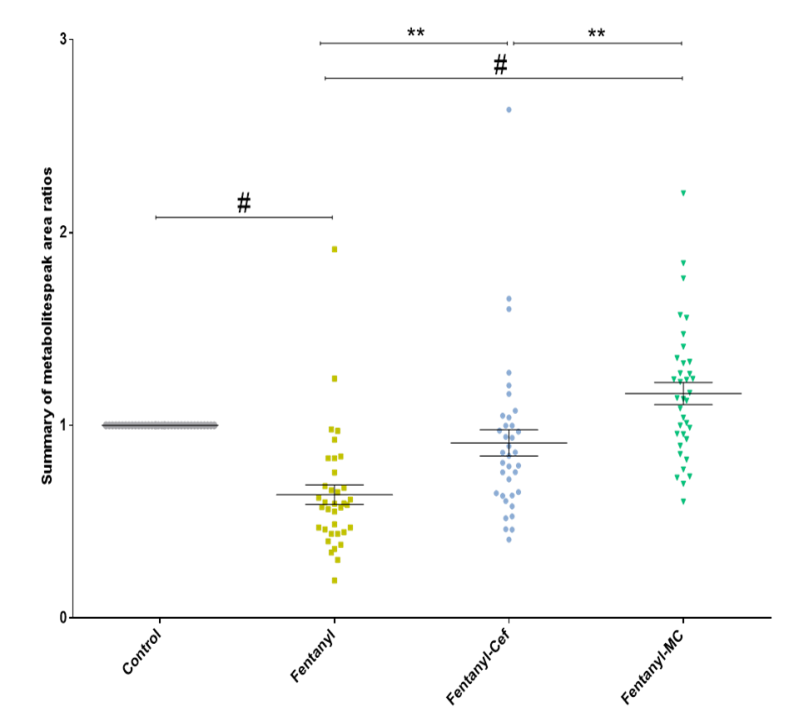 3
**
**
#
#
2
1
0
Summary of metabolitespeak area ratios
Control
Fentanyl
Fentanyl-Cef
Fentanyl-MC